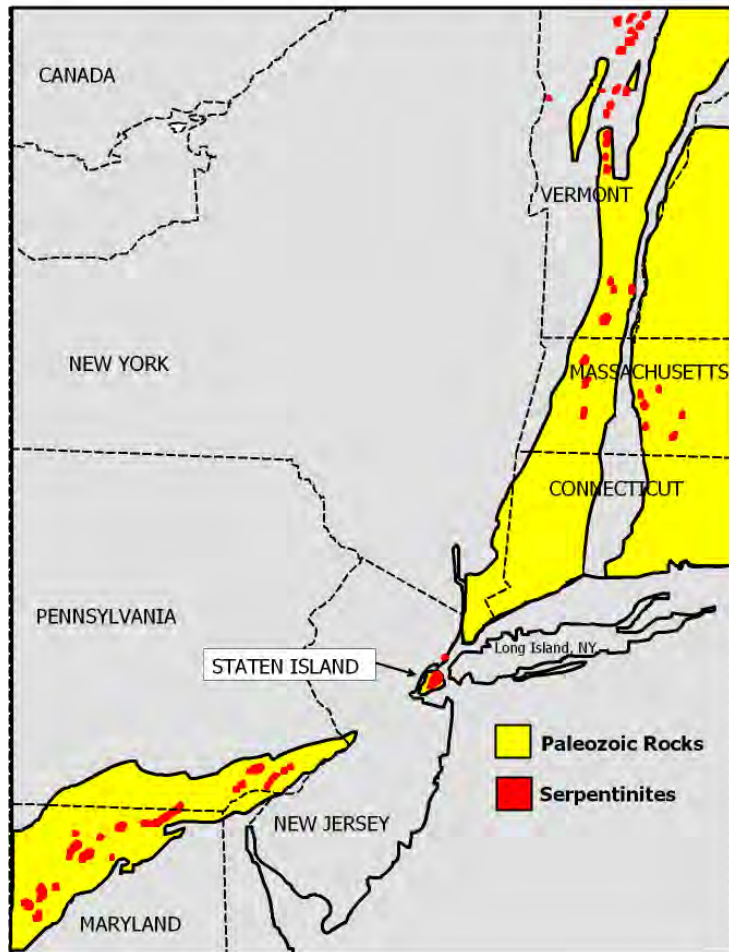 CANADA
VERMONT
NEW YORK
MASSACHUSETTS
CONNECTICUT
PENNSYLVANIA
Long Island, NY
STATEN ISLAND
Paleozoic Rocks
Serpentinites
NEW JERSEY
MARYLAND